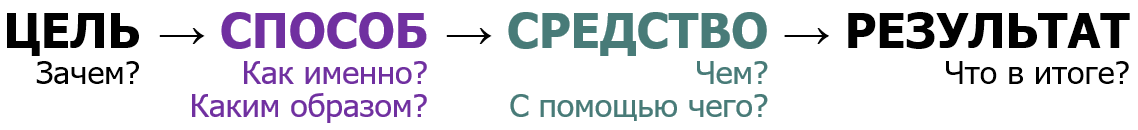 ЦЕЛЬ → СПОСОБ → СРЕДСТВО → РЕЗУЛЬТАТ
Зачем? Как именно? Чем? Что в итоге?
Каким образом? С помощью чего?